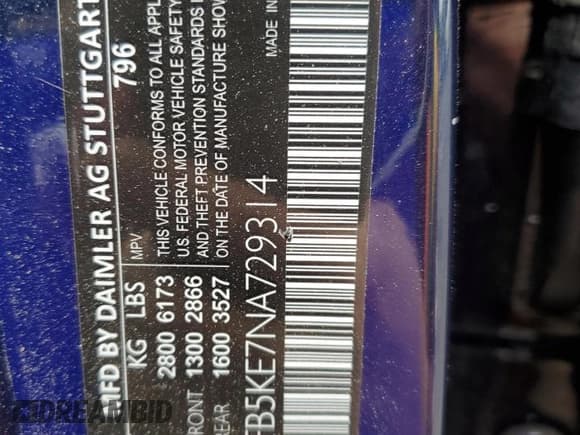 MFD BY DAIMLER AG STUTTGART
796
KG LBS MPV
2800 6173
FRONT 1300 2866
REAR 1600 3527
THIS VEHICLE CONFORMS TO ALL APPL
U.S. FEDERAL MOTOR VEHICLE SAFETY
AND THEFT PREVENTION STANDARDS I
ON THE DATE OF MANUFACTURE SHOW
FB5KE7NA729314
MADE IN
DREAMBID